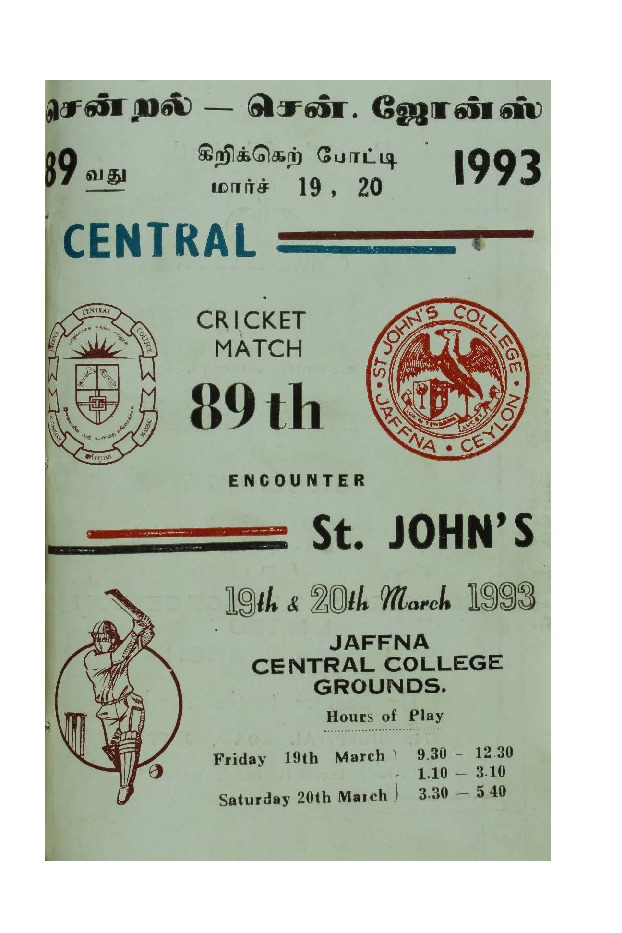 சென்றல் — சென். ஜோன்ஸ்
89 வது
கிறிக்கெற் போட்டி
மார்ச் 19, 20
1993
CENTRAL
CENTRAL
COLLEGE
CRICKET
MATCH
89th
ENCOUNTER
ST JOHN'S COLLEGE
JAFFNA • CEYLON
St. JOHN'S
19th & 20th March 1993
JAFFNA
CENTRAL COLLEGE
GROUNDS.
Hours of Play
Friday 19th March } 9.30 - 12.30
- 1.10 — 3.10
Saturday 20th March } 3.30 - 5 40